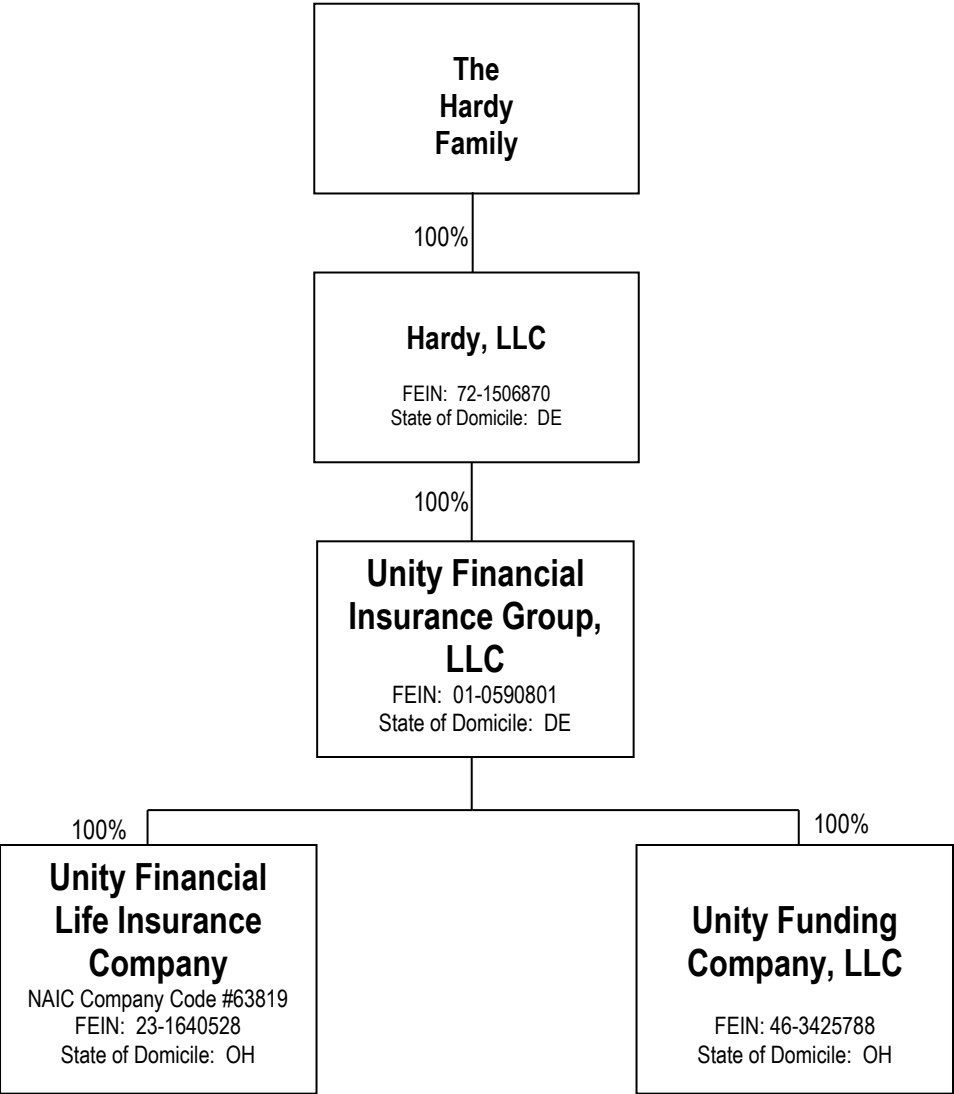 The
Hardy
Family
100%
Hardy, LLC
FEIN: 72-1506870
State of Domicile: DE
100%
Unity Financial
Insurance Group,
LLC
FEIN: 01-0590801
State of Domicile: DE
100%
Unity Financial
Life Insurance
Company
NAIC Company Code #63819
FEIN: 23-1640528
State of Domicile: OH
100%
Unity Funding
Company, LLC
FEIN: 46-3425788
State of Domicile: OH